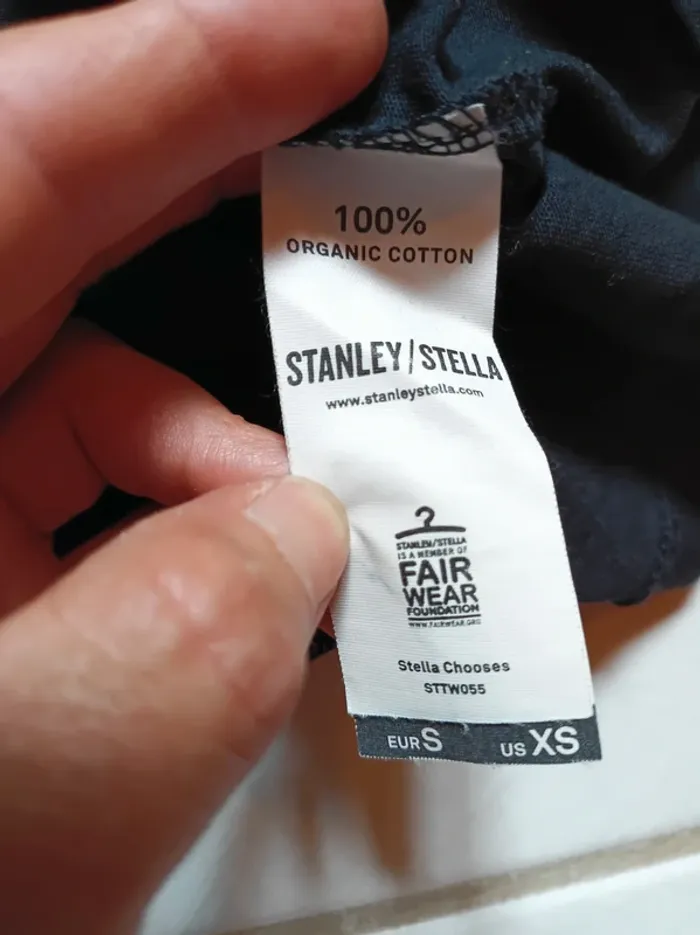 100%
ORGANIC COTTON
STANLEY/STELLA
www.stanleystella.com
STANLEY/STELLA
IS A MEMBER OF
FAIR
WEAR
FOUNDATION
WWW.FAIRWEAR.ORG
Stella Chooses
STTW055
EUR S US XS